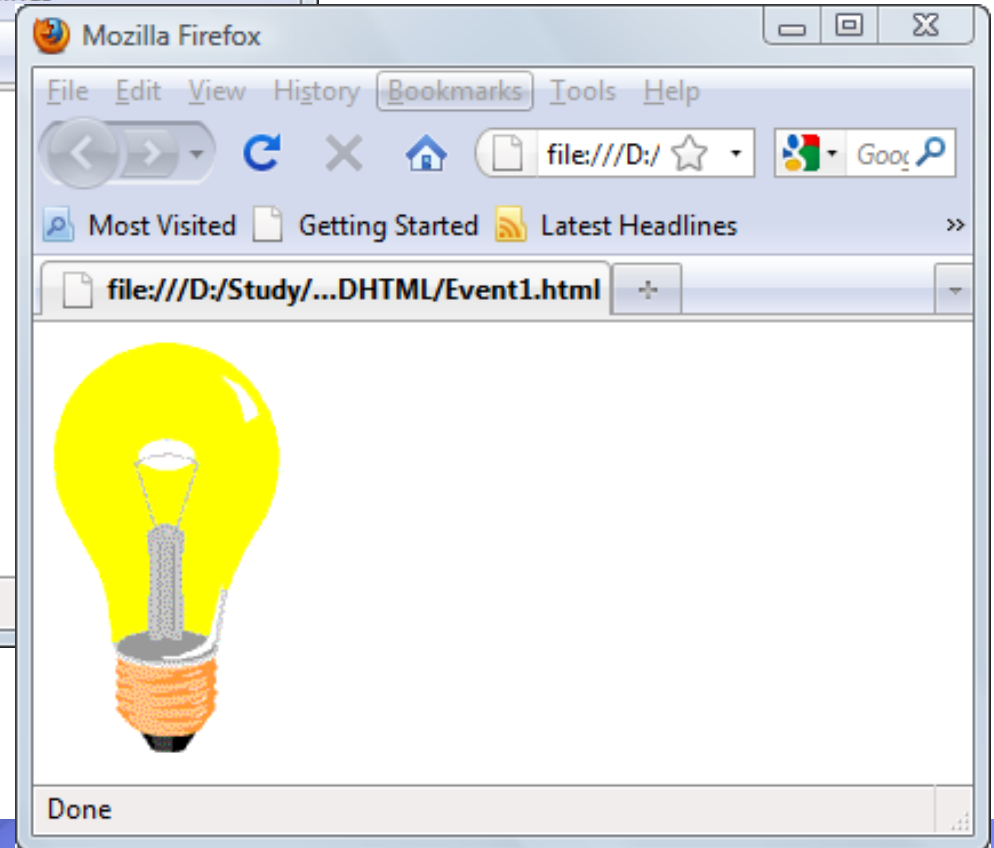 Mozilla Firefox
File Edit View History Bookmarks Tools Help
file:///D:/ Goog
Most Visited Getting Started Latest Headlines »
file:///D:/Study/...DHTML/Event1.html
Done